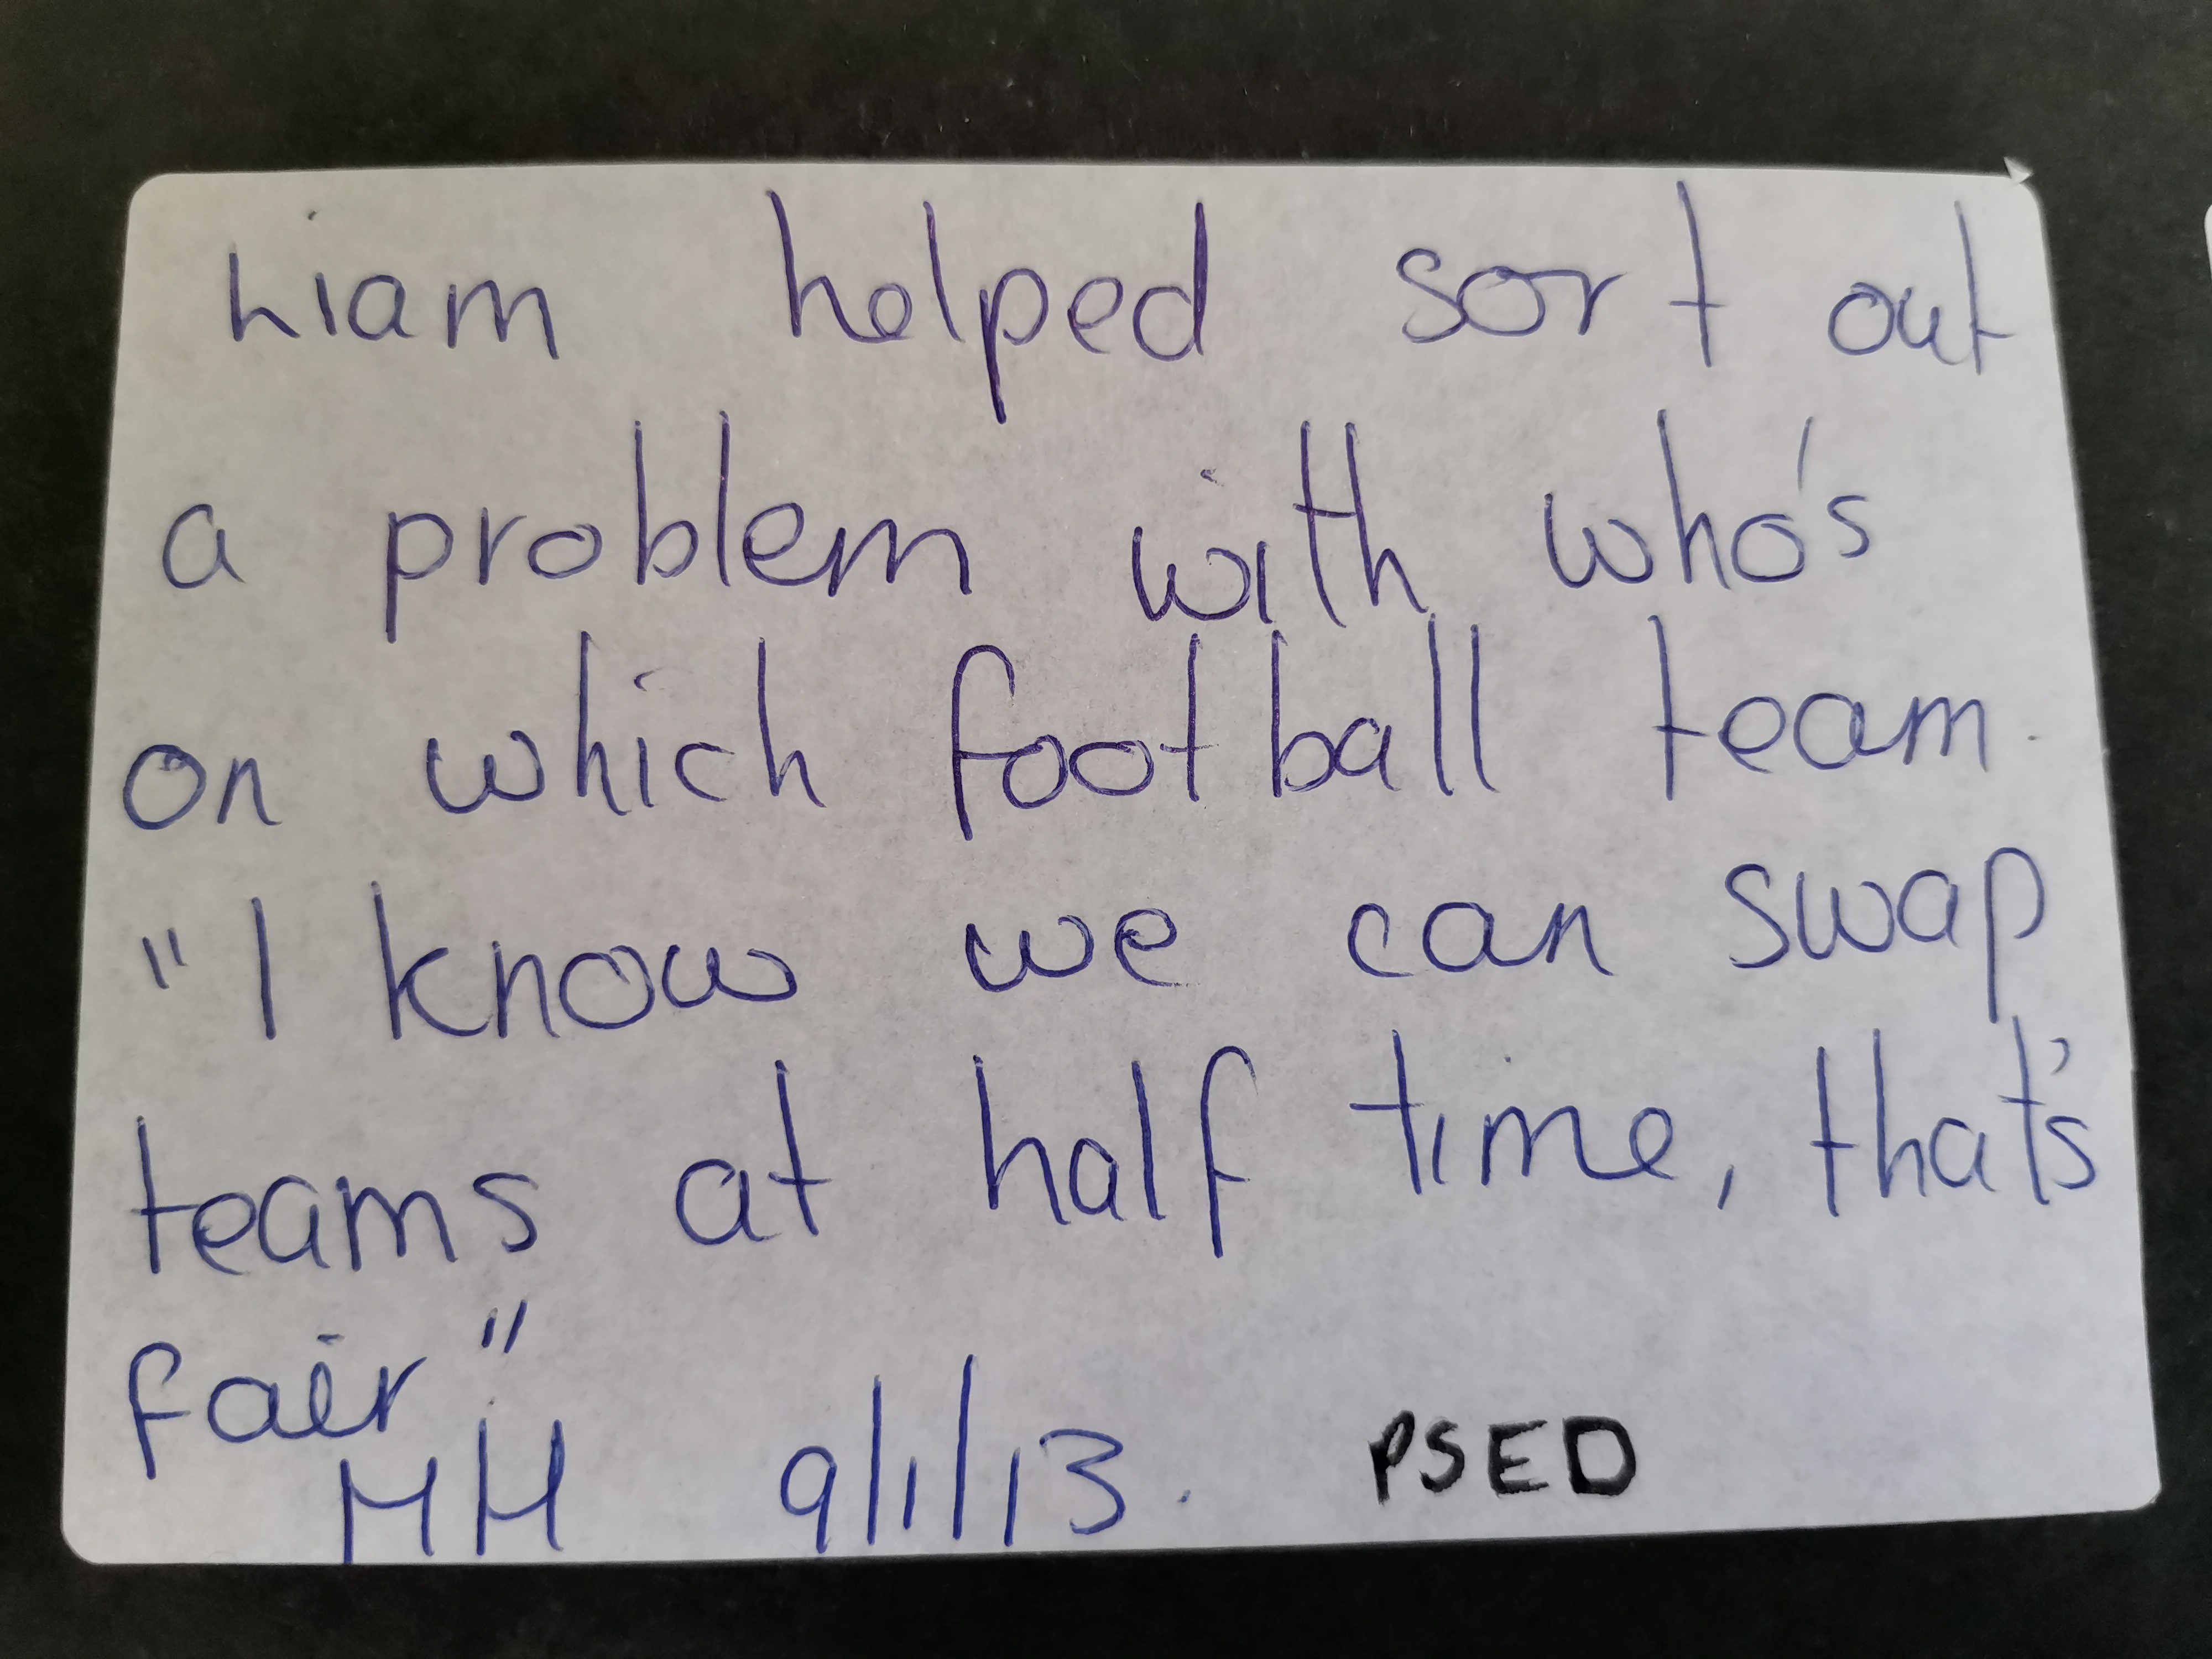 Liam helped sort out
a problem with who's
on which football team.
"I know we can swap
teams at half time, that's
fair"
MH 9/1/13. PSED